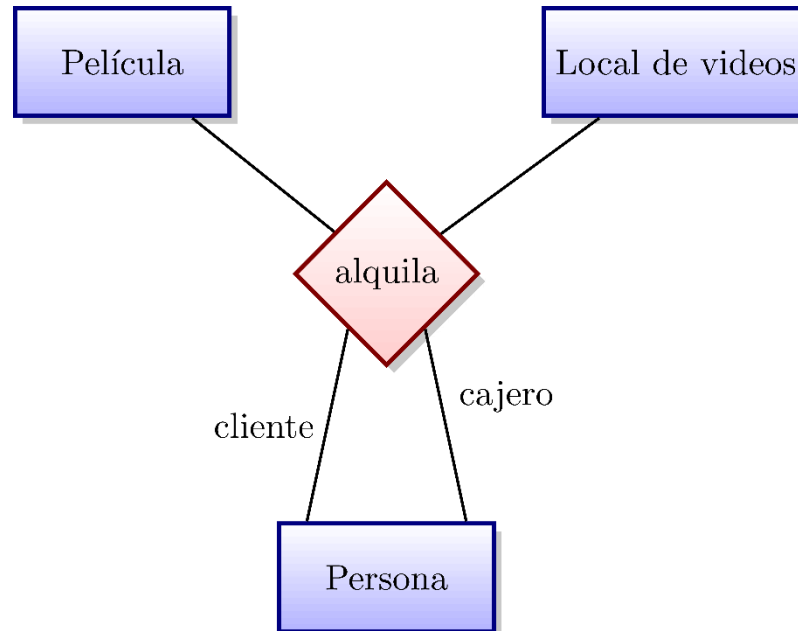 Película
Local de videos
alquila
cajero
cliente
Persona